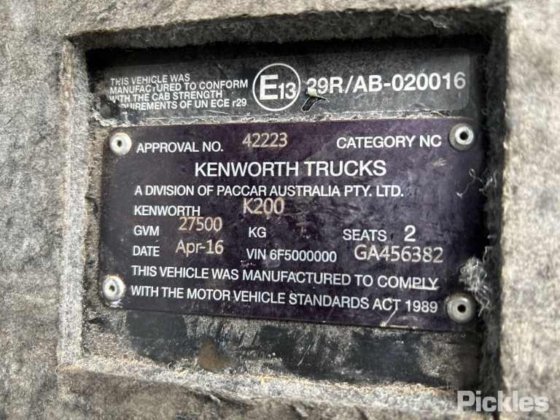 THIS VEHICLE WAS
MANUFACTURED TO CONFORM
WITH THE CAB STRENGTH
REQUIREMENTS OF UN ECE r29
E13 29R/AB-020016
APPROVAL NO. 42223 CATEGORY NC
KENWORTH TRUCKS
A DIVISION OF PACCAR AUSTRALIA PTY. LTD.
KENWORTH K200
GVM 27500 KG SEATS 2
DATE Apr-16 VIN 6F5000000 GA456382
THIS VEHICLE WAS MANUFACTURED TO COMPLY
WITH THE MOTOR VEHICLE STANDARDS ACT 1989
Pickles